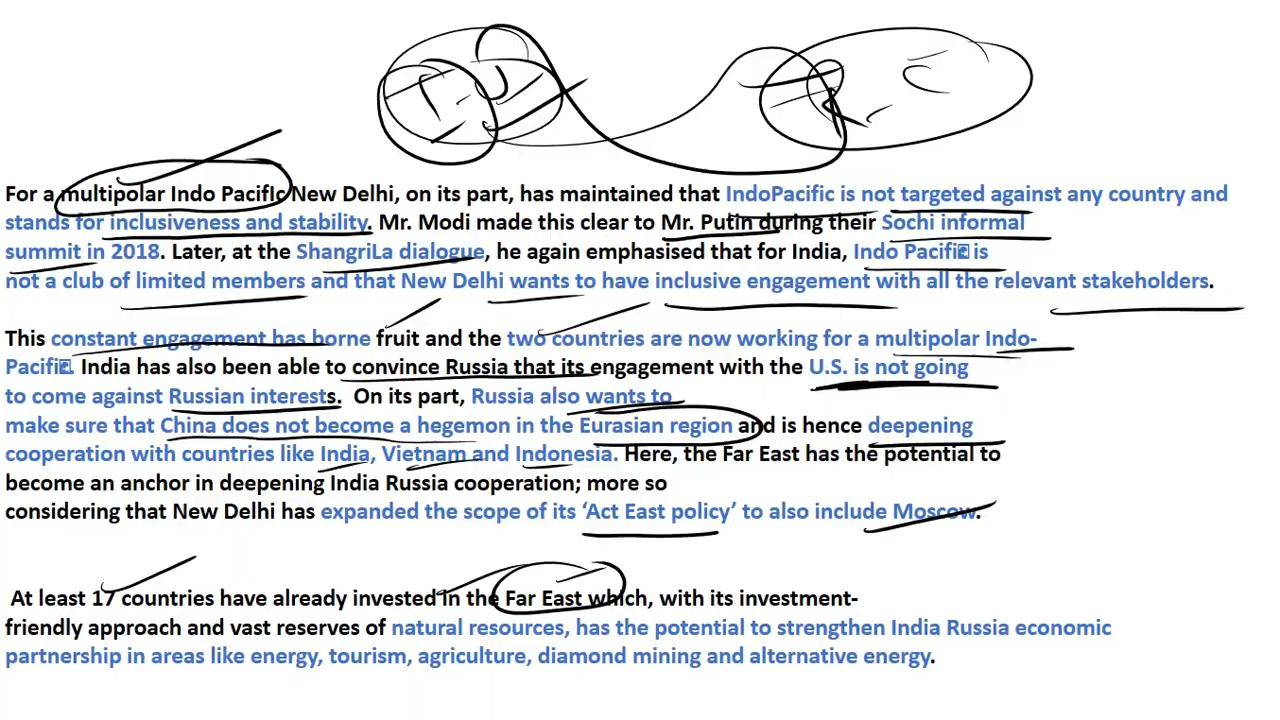 For a multipolar Indo Pacific New Delhi, on its part, has maintained that IndoPacific is not targeted against any country and
stands for inclusiveness and stability. Mr. Modi made this clear to Mr. Putin during their Sochi informal
summit in 2018. Later, at the ShangriLa dialogue, he again emphasised that for India, Indo Pacific is
not a club of limited members and that New Delhi wants to have inclusive engagement with all the relevant stakeholders.
This constant engagement has borne fruit and the two countries are now working for a multipolar Indo-
Pacific. India has also been able to convince Russia that its engagement with the U.S. is not going
to come against Russian interests. On its part, Russia also wants to
make sure that China does not become a hegemon in the Eurasian region and is hence deepening
cooperation with countries like India, Vietnam and Indonesia. Here, the Far East has the potential to
become an anchor in deepening India Russia cooperation; more so
considering that New Delhi has expanded the scope of its ‘Act East policy’ to also include Moscow.
At least 17 countries have already invested in the Far East which, with its investment-
friendly approach and vast reserves of natural resources, has the potential to strengthen India Russia economic
partnership in areas like energy, tourism, agriculture, diamond mining and alternative energy.